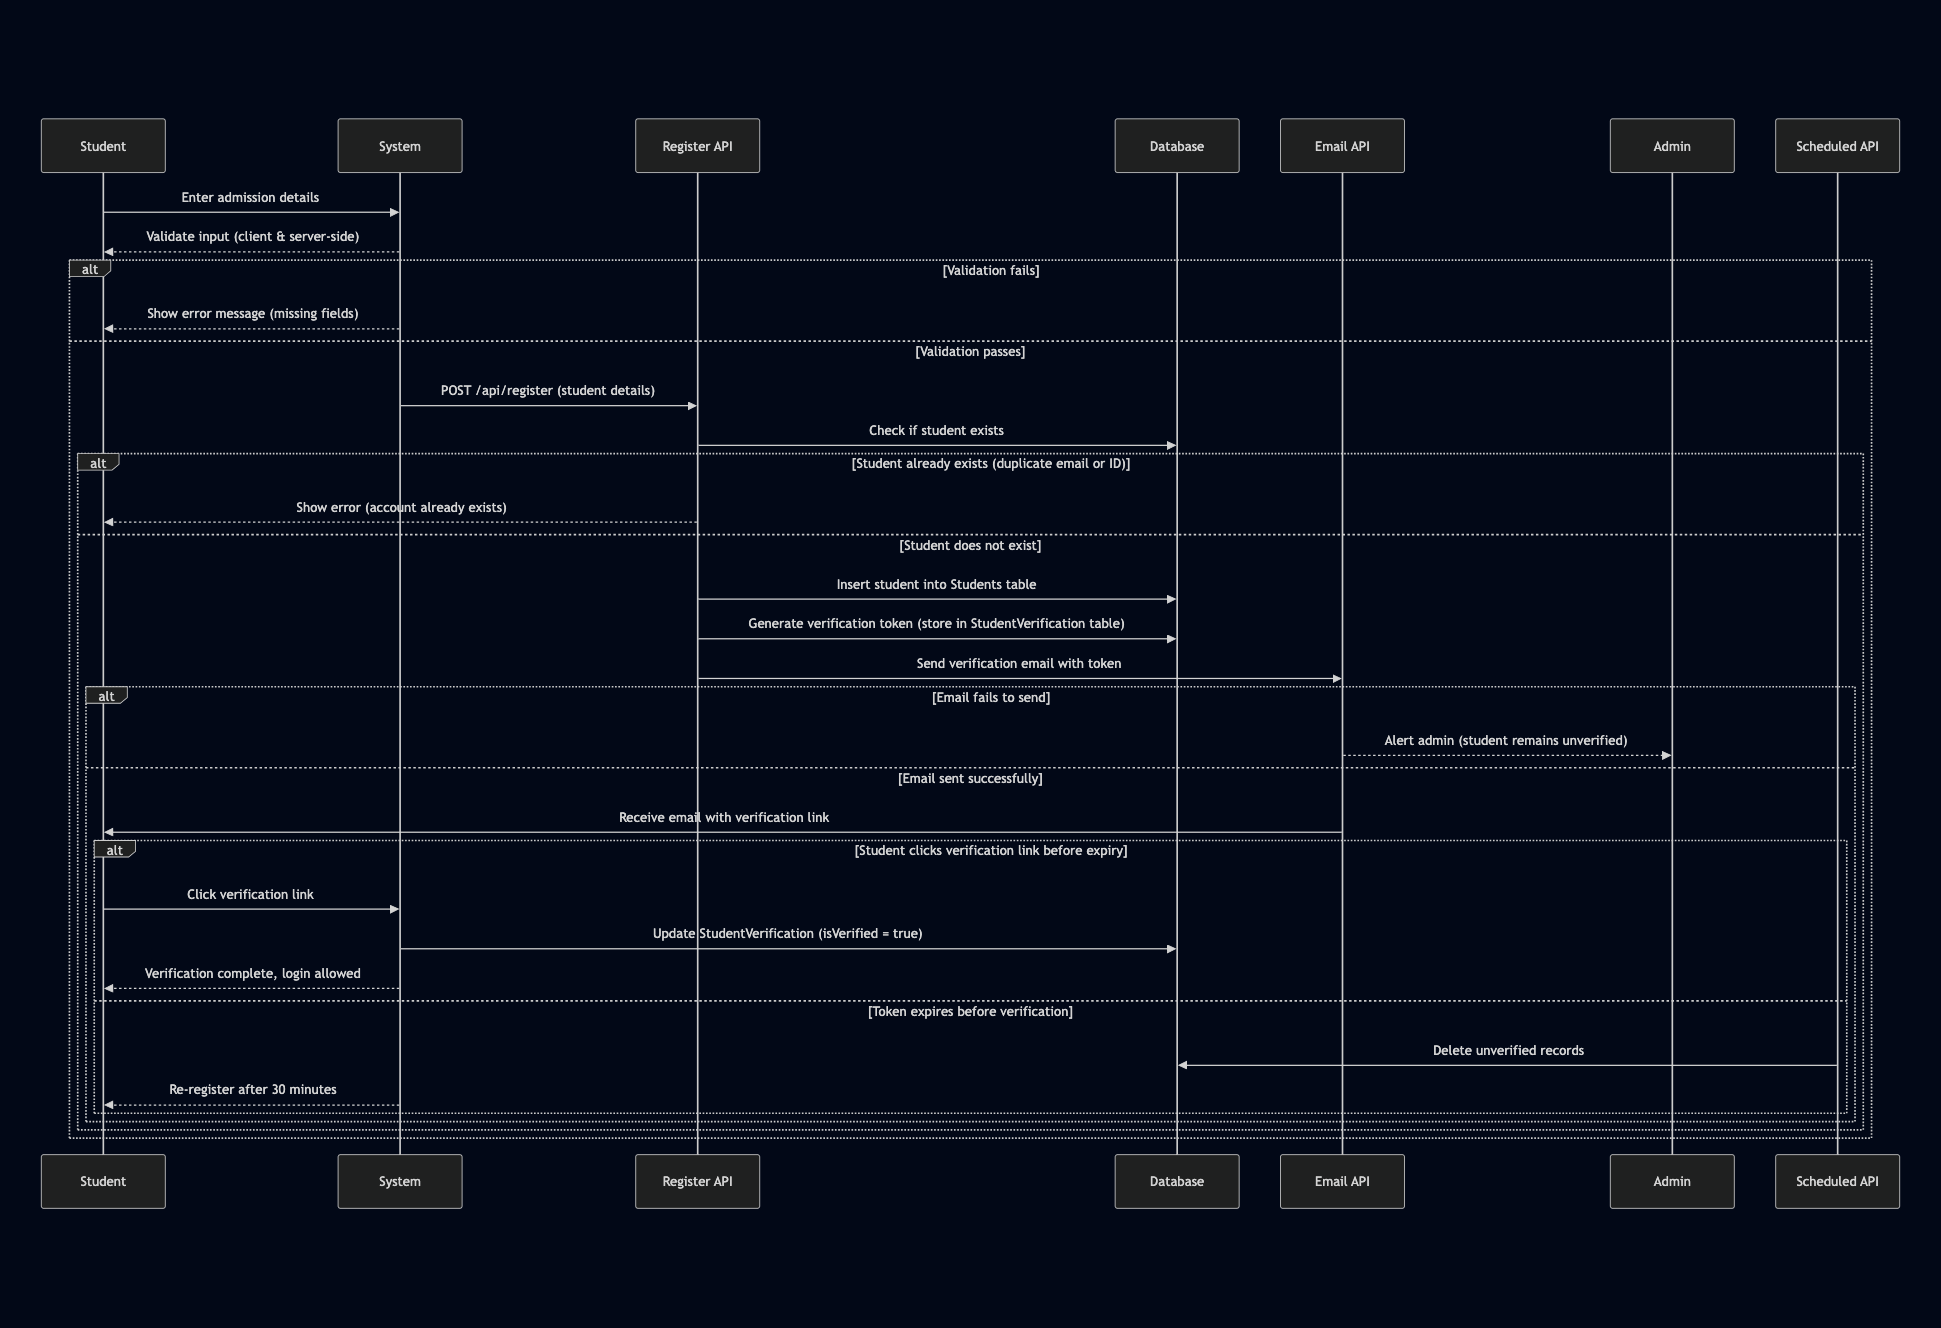 Student
System
Register API
Database
Email API
Admin
Scheduled API
Enter admission details
Validate input (client & server-side)
alt
[Validation fails]
Show error message (missing fields)
[Validation passes]
POST /api/register (student details)
Check if student exists
alt
[Student already exists (duplicate email or ID)]
Show error (account already exists)
[Student does not exist]
Insert student into Students table
Generate verification token (store in StudentVerification table)
Send verification email with token
alt
[Email fails to send]
Alert admin (student remains unverified)
[Email sent successfully]
Receive email with verification link
alt
[Student clicks verification link before expiry]
Click verification link
Update StudentVerification (isVerified = true)
Verification complete, login allowed
[Token expires before verification]
Delete unverified records
Re-register after 30 minutes
Student
System
Register API
Database
Email API
Admin
Scheduled API